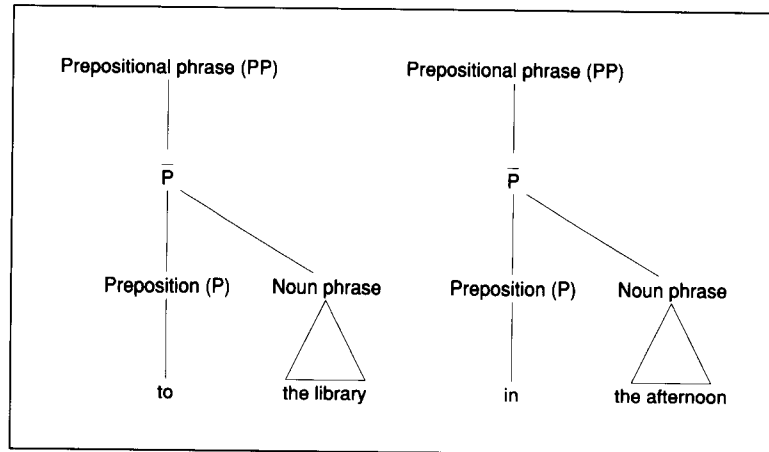 Prepositional phrase (PP)
P̅
Preposition (P)
Noun phrase
to
the library
Prepositional phrase (PP)
P̅
Preposition (P)
Noun phrase
in
the afternoon